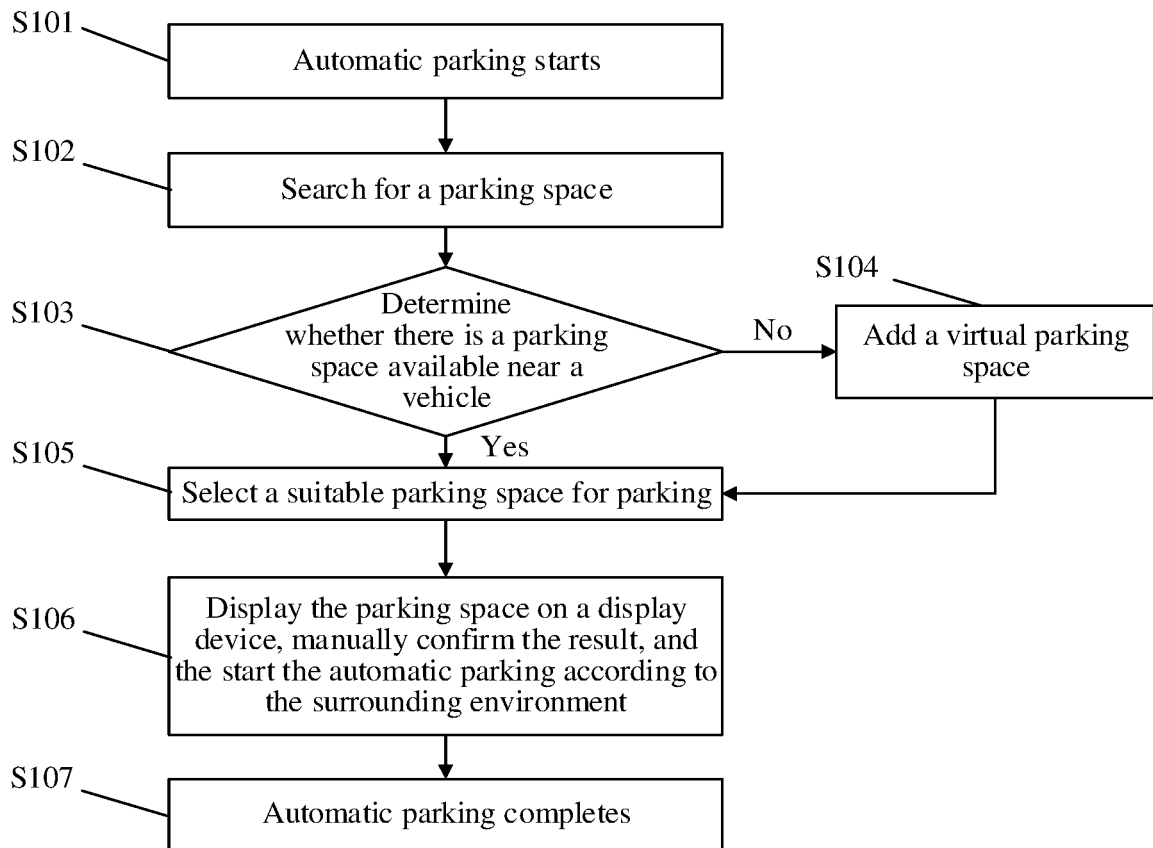 S101
Automatic parking starts
S102
Search for a parking space
S103
Determine
whether there is a parking
space available near a
vehicle
No
S104
Add a virtual parking
space
Yes
S105
Select a suitable parking space for parking
S106
Display the parking space on a display
device, manually confirm the result, and
the start the automatic parking according to
the surrounding environment
S107
Automatic parking completes